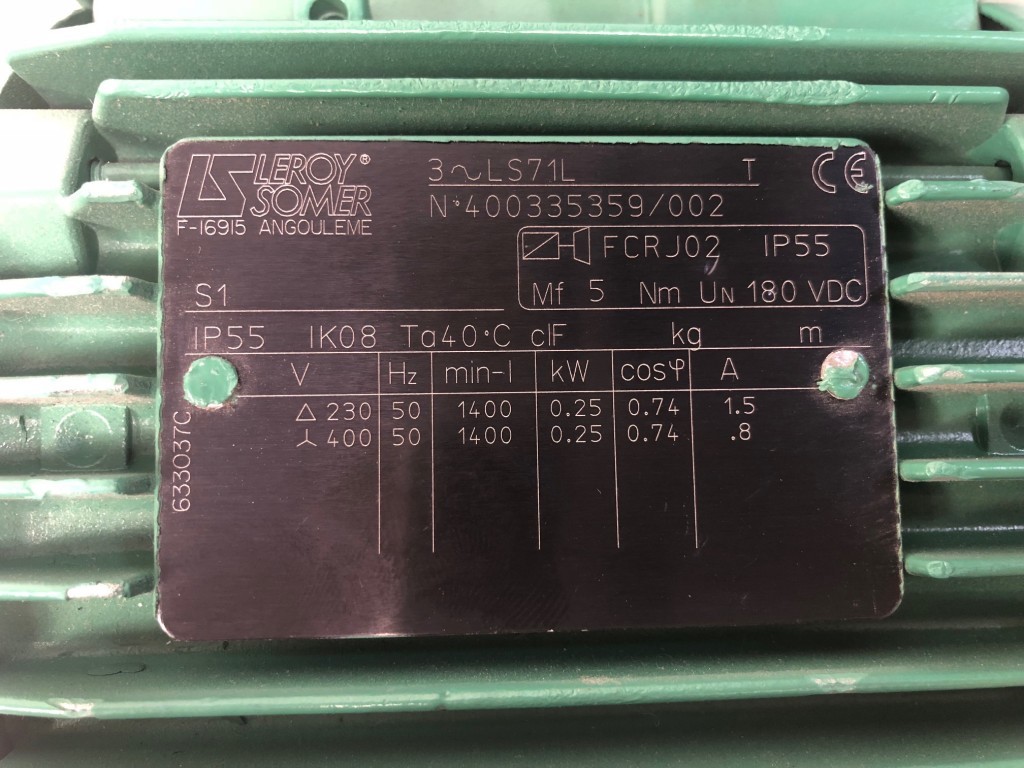 LS LEROY® SOMER
F-16915 ANGOULEME
3~LS71L T CE
N°400335359/002
FCRJ02 IP55
Mf 5 Nm UN 180 VDC
S1
IP55 IK08 Ta40°C clF kg m
V Hz min-1 kW cosφ A
△ 230 50 1400 0.25 0.74 1.5
⅄ 400 50 1400 0.25 0.74 .8
633037C